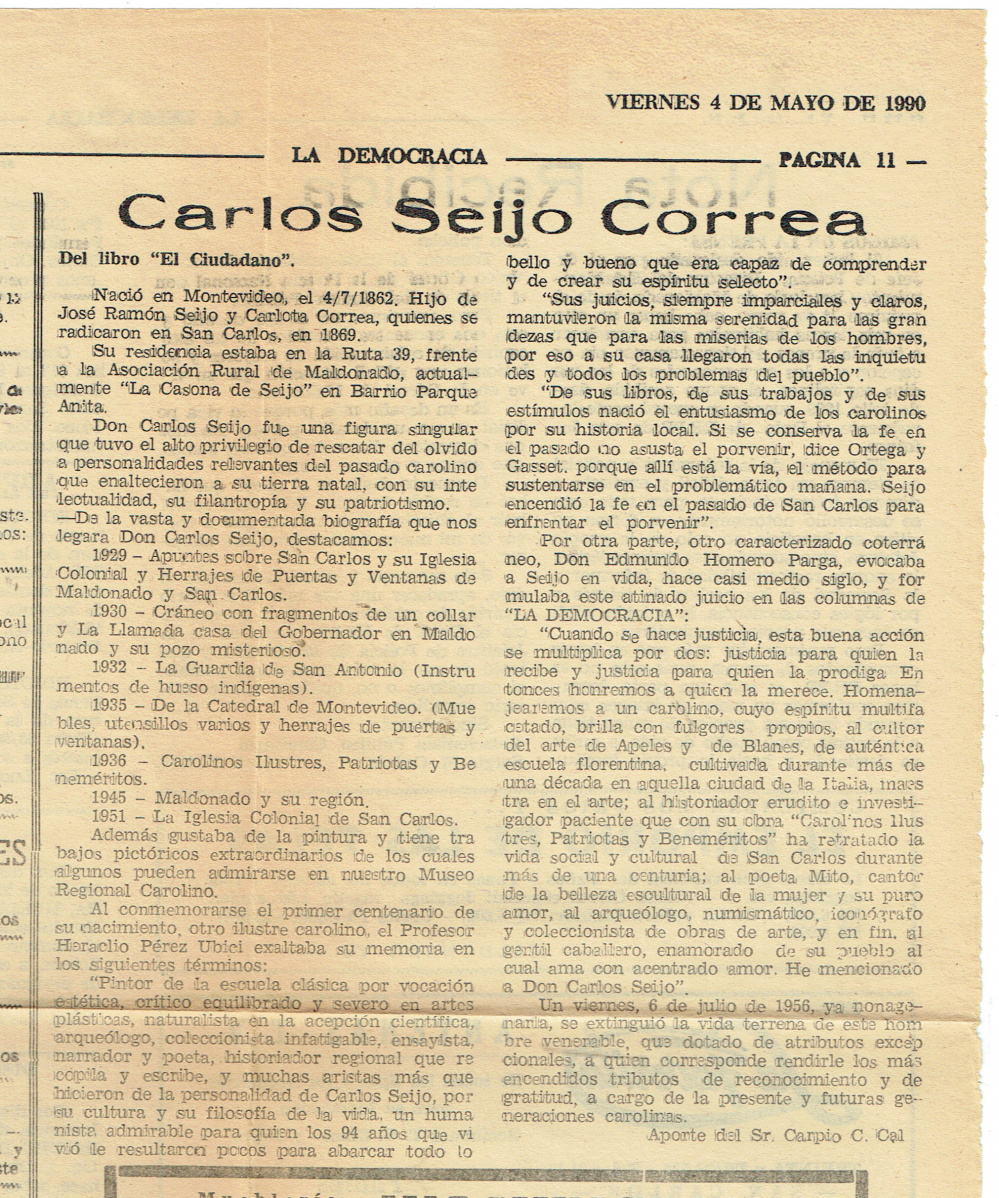 VIERNES 4 DE MAYO DE 1990
LA DEMOCRACIA
PAGINA 11 —
Carlos Seijo Correa
Del libro “El Ciudadano”.
Nació en Montevideo, el 4/7/1862. Hijo de
José Ramón Seijo y Carlota Correa, quienes se
radicaron en San Carlos, en 1869.
Su residencia estaba en la Ruta 39, frente
a la Asociación Rural de Maldonado, actual-
mente “La Casona de Seijo” en Barrio Parque
Anita.
Don Carlos Seijo fue una figura singular
que tuvo el alto privilegio de rescatar del olvido
a personalidades relevantes del pasado carolino
que enaltecieron a su tierra natal, con su inte
lectualidad, su filantropía y su patriotismo.
—De la vasta y documentada biografía que nos
legara Don Carlos Seijo, destacamos:
1929 – Apuntes sobre San Carlos y su Iglesia
Colonial y Herrajes de Puertas y Ventanas de
Maldonado y San Carlos.
1930 – Cráneo con fragmentos de un collar
y La Llamada casa del Gobernador en Maldo
nado y su pozo misterioso.
1932 – La Guardia de San Antonio (Instru
mentos de hueso indígenas).
1935 – De la Catedral de Montevideo. (Mue
bles, utensillos varios y herrajes de puertas y
ventanas).
1936 – Carolinos Ilustres, Patriotas y Be
neméritos.
1945 – Maldonado y su región.
1951 – La Iglesia Colonial de San Carlos.
Además gustaba de la pintura y tiene tra
bajos pictóricos extraordinarios de los cuales
algunos pueden admirarse en nuestro Museo
Regional Carolino.
Al conmemorarse el primer centenario de
su nacimiento, otro ilustre carolino, el Profesor
Heraclio Pérez Ubici exaltaba su memoria en
los siguientes términos:
“Pintor de la escuela clásica por vocación
estética, crítico equilibrado y severo en artes
plásticas, naturalista en la acepción científica,
arqueólogo, coleccionista infatigable, ensayista,
narrador y poeta, historiador regional que re
copila y escribe, y muchas aristas más que
hicieron de la personalidad de Carlos Seijo, por
su cultura y su filosofía de la vida, un huma
nista admirable para quien los 94 años que vi
vió le resultaron pocos para abarcar todo lo
bello y bueno que era capaz de comprender
y de crear su espíritu selecto”.
“Sus juicios, siempre imparciales y claros,
mantuvieron la misma serenidad para las gran
dezas que para las miserias de los hombres,
por eso a su casa llegaron todas las inquietu
des y todos los problemas del pueblo”.
“De sus libros, de sus trabajos y de sus
estímulos nació el entusiasmo de los carolinos
por su historia local. Si se conserva la fe en
el pasado no asusta el porvenir, dice Ortega y
Gasset. porque allí está la vía, el método para
sustentarse en el problemático mañana. Seijo
encendió la fe en el pasado de San Carlos para
enfrentar el porvenir”.
Por otra parte, otro caracterizado coterrá
neo, Don Edmundo Homero Parga, evocaba
a Seijo en vida, hace casi medio siglo, y for
mulaba este atinado juicio en las columnas de
“LA DEMOCRACIA”:
“Cuando se hace justicia, esta buena acción
se multiplica por dos: justicia para quien la
recibe y justicia para quien la prodiga En
tonces honremos a quien la merece. Homena-
jearemos a un carolino, cuyo espíritu multifa
cetado, brilla con fulgores propios, al cultor
del arte de Apeles y de Blanes, de auténtica
escuela florentina, cultivada durante más de
una década en aquella ciudad de la Italia, maes
tra en el arte; al historiador erudito e investi-
gador paciente que con su obra “Carolinos Ilus
tres, Patriotas y Beneméritos” ha retratado la
vida social y cultural de San Carlos durante
más de una centuria; al poeta Mito, cantor
de la belleza escultural de la mujer y su puro
amor, al arqueólogo, numismático, iconógrafo
y coleccionista de obras de arte, y en fin, al
gentil caballero, enamorado de su pueblo al
cual ama con acentrado amor. He mencionado
a Don Carlos Seijo”.
Un viernes, 6 de julio de 1956, ya nonage-
naria, se extinguió la vida terrena de este hom
bre venerable, que dotado de atributos excep
cionales, a quien corresponde rendirle los más
encendidos tributos de reconocimiento y de
gratitud, a cargo de la presente y futuras ge-
neraciones carolinas.
Aporte del Sr. Carpio C. Cal